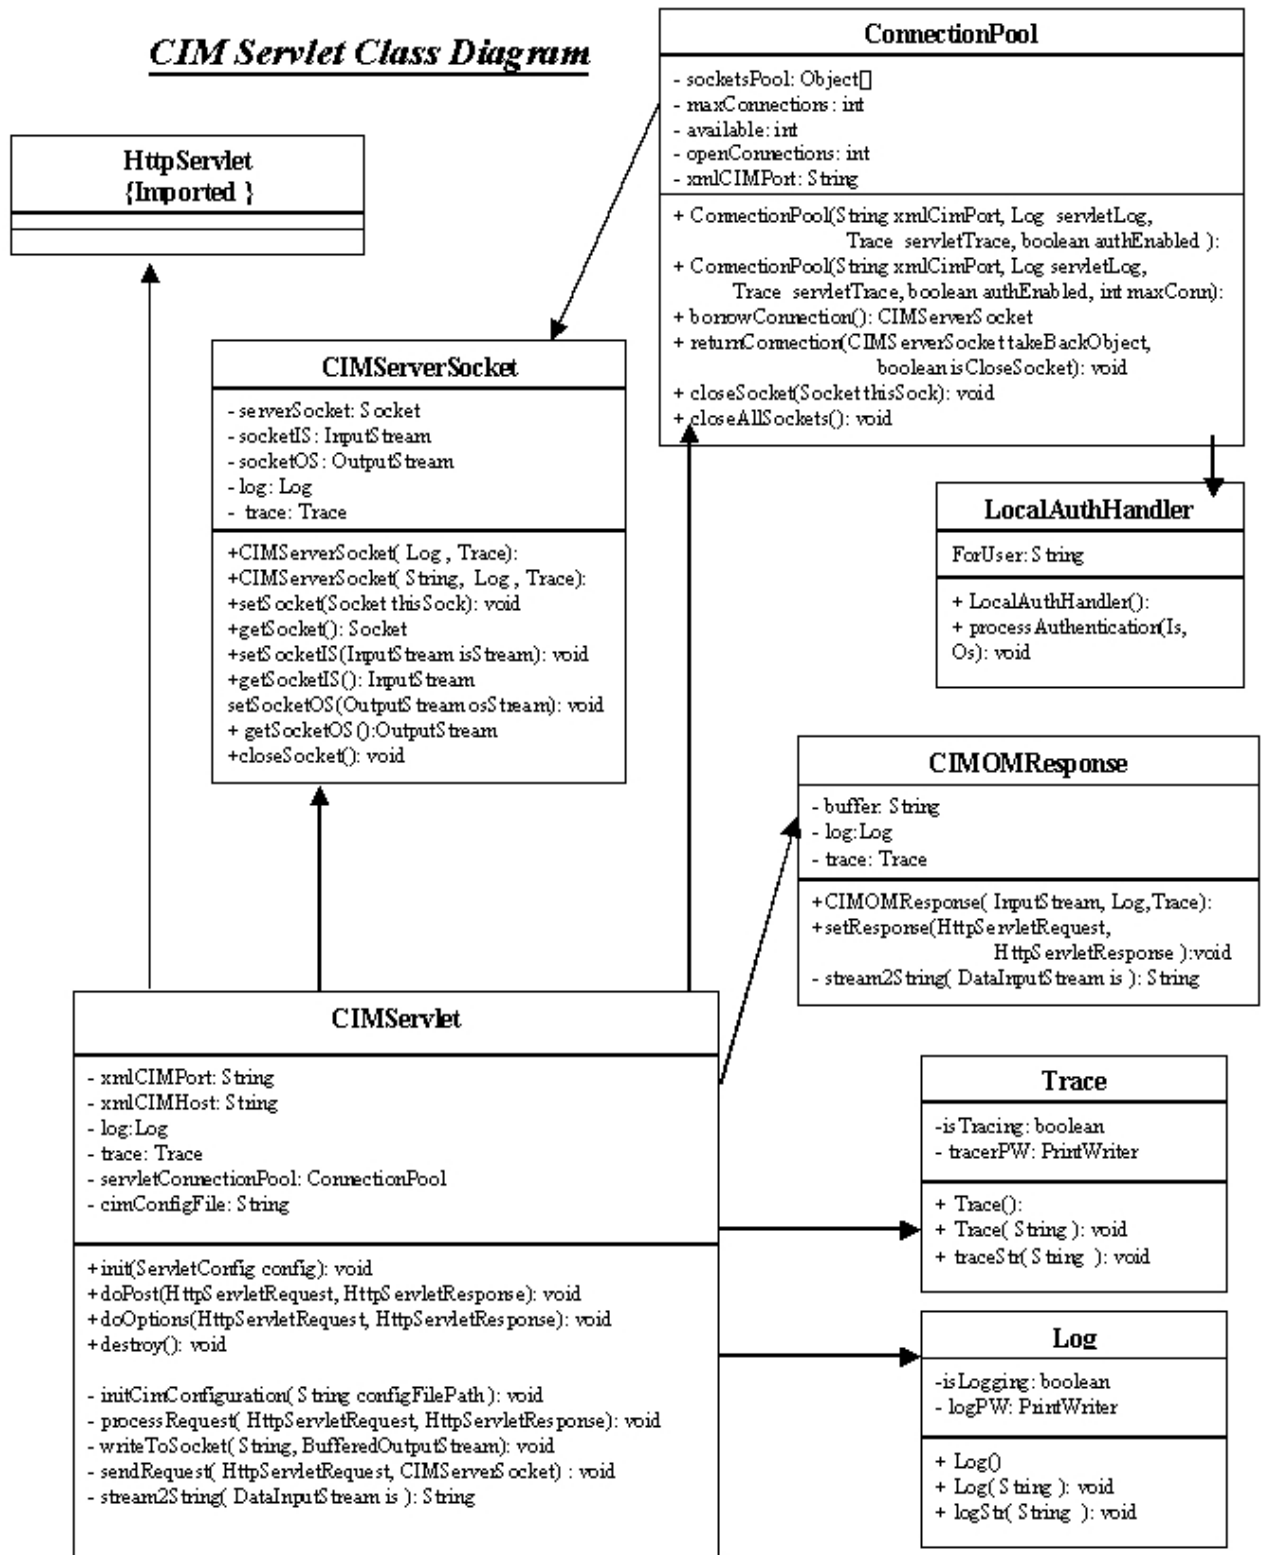 CIM Servlet Class Diagram
ConnectionPool
- socketsPool: Object[]
- maxConnections: int
- available: int
- openConnections: int
- xmlCIMPort: String
+ ConnectionPool(String xmlCimPort, Log servletLog,
Trace servletTrace, boolean authEnabled ):
+ ConnectionPool(String xmlCimPort, Log servletLog,
Trace servletTrace, boolean authEnabled, int maxConn):
+ borrowConnection(): CIMServerSocket
+ returnConnection(CIMServerSocket takeBackObject,
boolean isCloseSocket): void
+ closeSocket(Socket thisSock): void
+ closeAllSockets(): void
HttpServlet
{Imported }
CIMServerSocket
- serverSocket: Socket
- socketIS: InputStream
- socketOS: OutputStream
- log: Log
- trace: Trace
+CIMServerSocket( Log , Trace):
+CIMServerSocket( String, Log , Trace):
+setSocket(Socket thisSock): void
+getSocket(): Socket
+setSocketIS(InputStream isStream): void
+getSocketIS(): InputStream
setSocketOS(OutputStream osStream): void
+ getSocketOS():OutputStream
+closeSocket(): void
LocalAuthHandler
ForUser: String
+ LocalAuthHandler():
+ processAuthentication(Is,
Os): void
CIMOMResponse
- buffer: String
- log:Log
- trace: Trace
+CIMOMResponse( InputStream, Log,Trace):
+setResponse(HttpServletRequest,
HttpServletResponse ):void
- stream2String( DataInputStream is ): String
CIMServlet
- xmlCIMPort: String
- xmlCIMHost: String
- log:Log
- trace: Trace
- servletConnectionPool: ConnectionPool
- cimConfigFile: String
+init(ServletConfig config): void
+doPost(HttpServletRequest, HttpServletResponse): void
+doOptions(HttpServletRequest, HttpServletResponse): void
+destroy(): void
- initCimConfiguration( String configFilePath ): void
- processRequest( HttpServletRequest, HttpServletResponse): void
- writeToSocket( String, BufferedOutputStream): void
- sendRequest( HttpServletRequest, CIMServerSocket) : void
- stream2String( DataInputStream is ): String
Trace
-isTracing: boolean
- tracerPW: PrintWriter
+ Trace():
+ Trace( String ): void
+ traceStr( String ): void
Log
-isLogging: boolean
- logPW: PrintWriter
+ Log()
+ Log( String ): void
+ logStr( String ): void